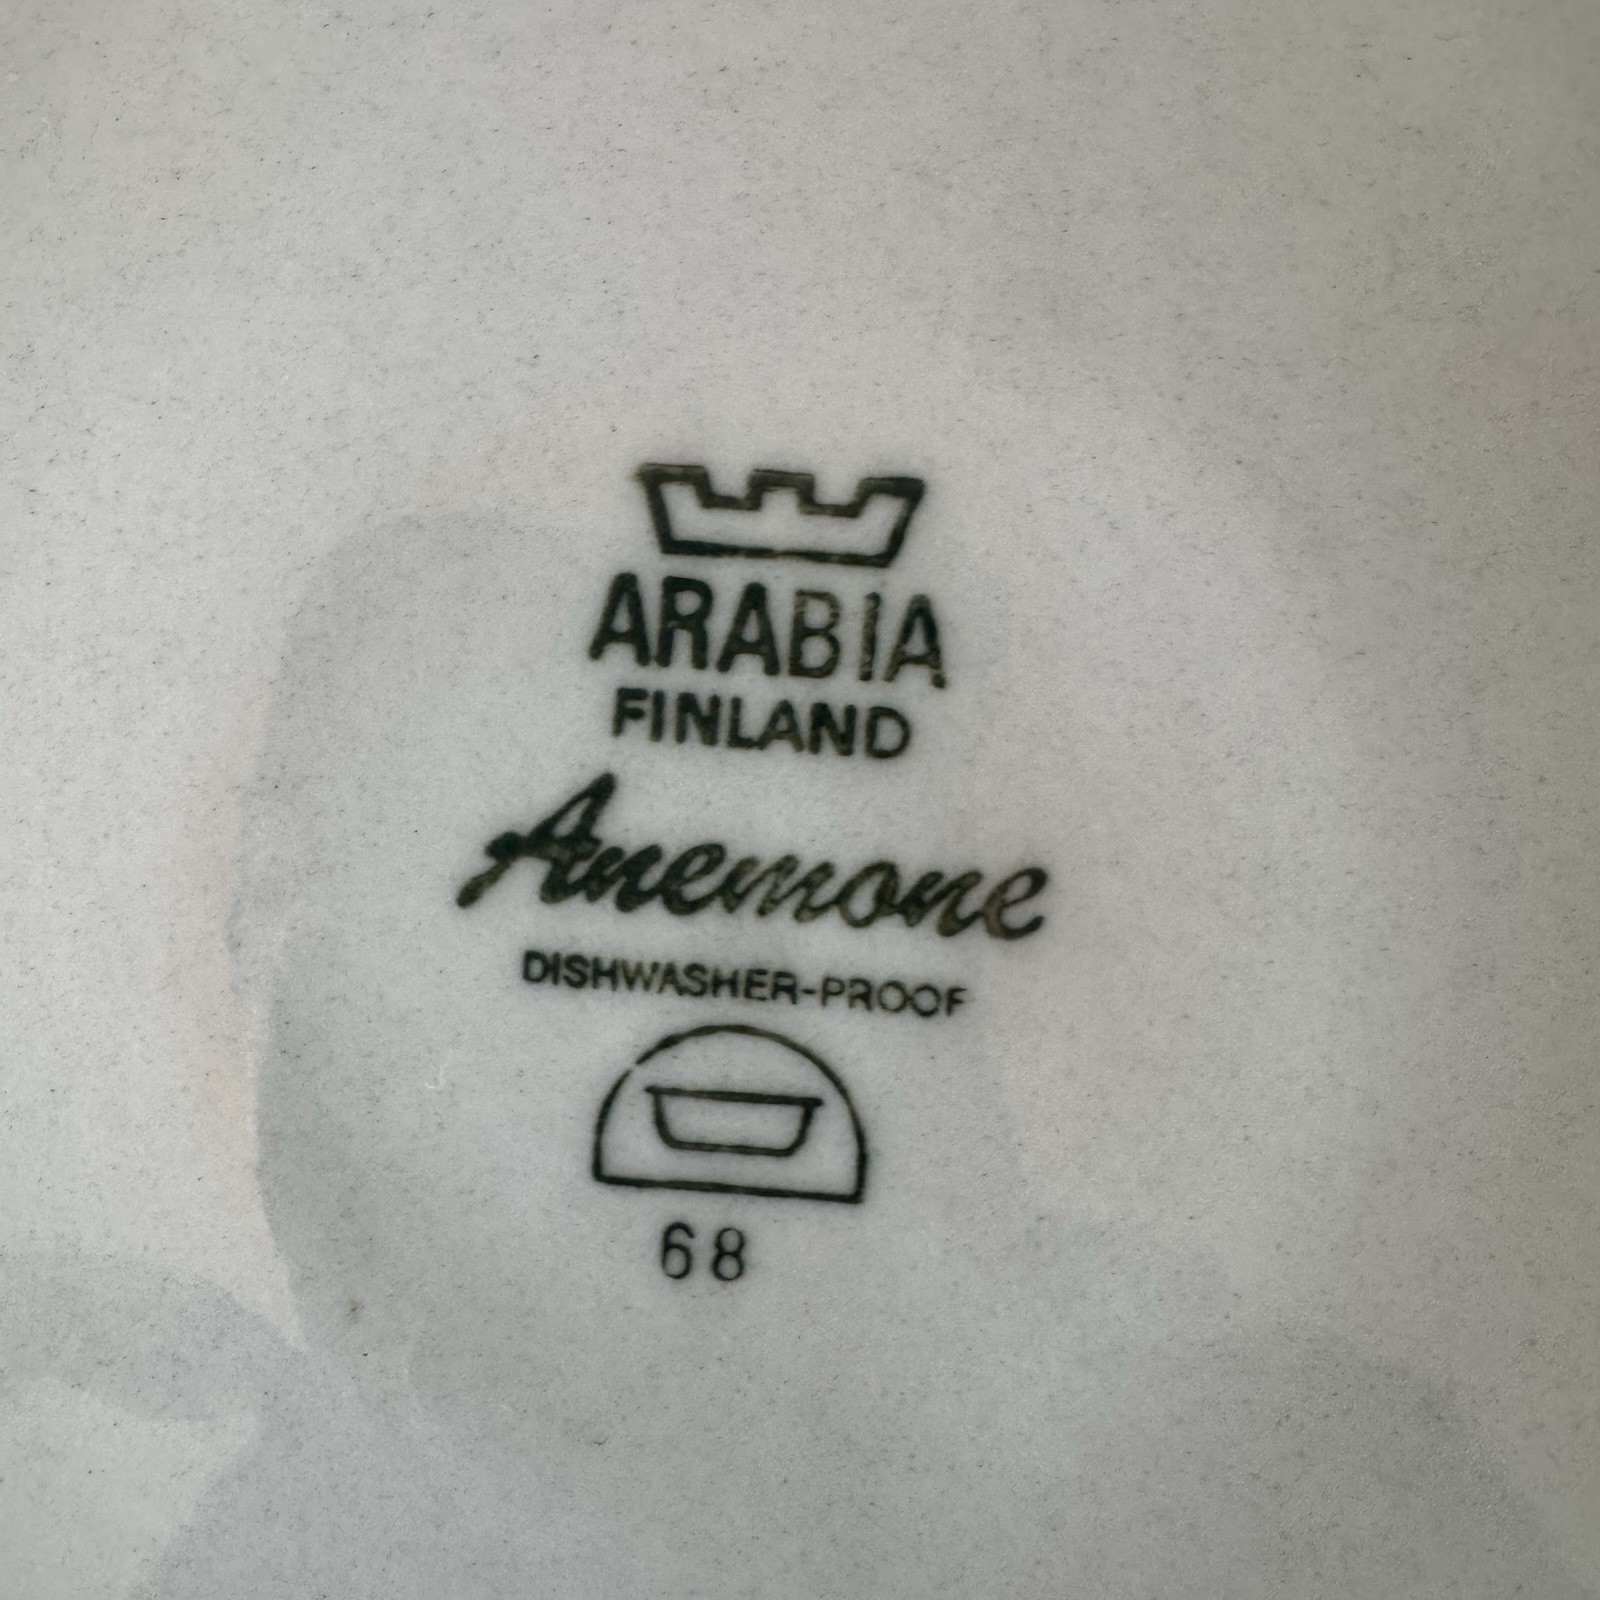 ARABIA
FINLAND
Anemone
DISHWASHER-PROOF
68